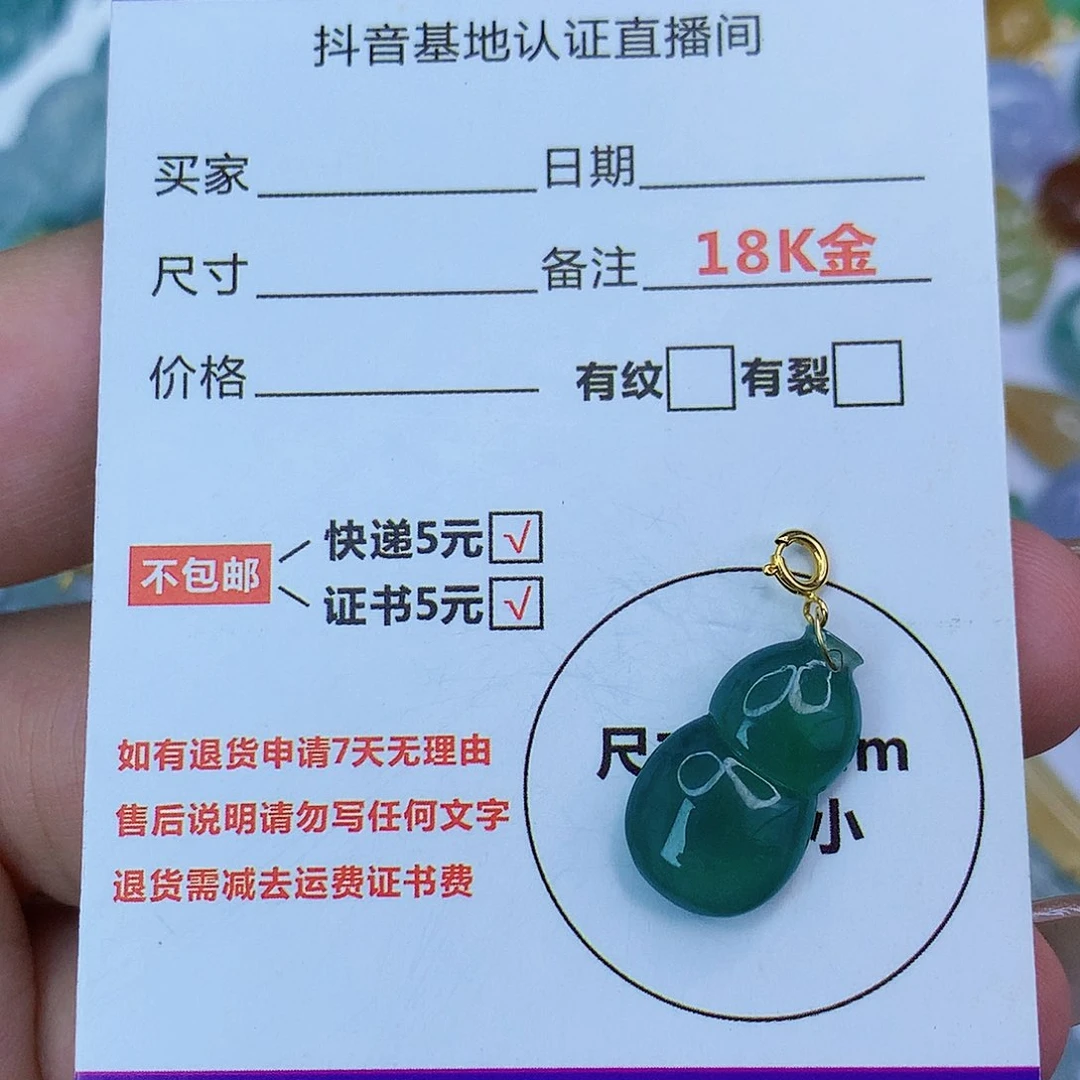 抖音基地认证直播间
买家 日期
尺寸 备注 18K金
价格 有纹 有裂
不包邮 快递5元 √
证书5元 √
如有退货申请7天无理由
售后说明请勿写任何文字
退货需减去运费证书费
尺 m
小